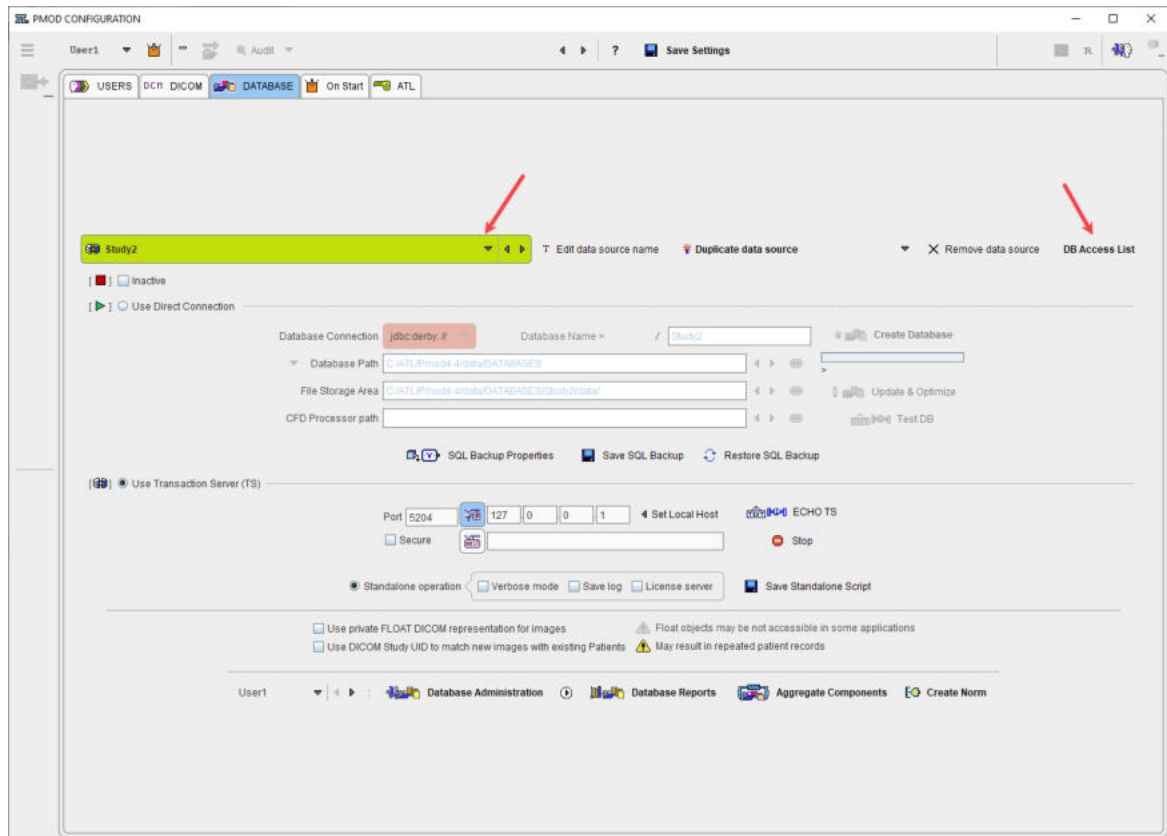 PMOD CONFIGURATION
User1 Audit ? Save Settings R
USERS DCM DICOM DATABASE On Start ATL
Study2 T Edit data source name Duplicate data source Remove data source DB Access List
[ ] Inactive
[ ] Use Direct Connection
Database Connection jdbc:derby: // Database Name > / Study2 Create Database
Database Path C:/ATL/Pmod4.4/data/DATABASES >
File Storage Area C:/ATL/Pmod4.4/data/DATABASES/Study2/data/ Update & Optimize
CFD Processor path Test DB
SQL Backup Properties Save SQL Backup Restore SQL Backup
[ ] Use Transaction Server (TS)
Port 5204 127 0 0 1 Set Local Host ECHO TS
Secure Stop
Standalone operation Verbose mode Save log License server Save Standalone Script
Use private FLOAT DICOM representation for images Float objects may be not accessible in some applications
Use DICOM Study UID to match new images with existing Patients May result in repeated patient records
User1 : Database Administration Database Reports Aggregate Components Create Norm